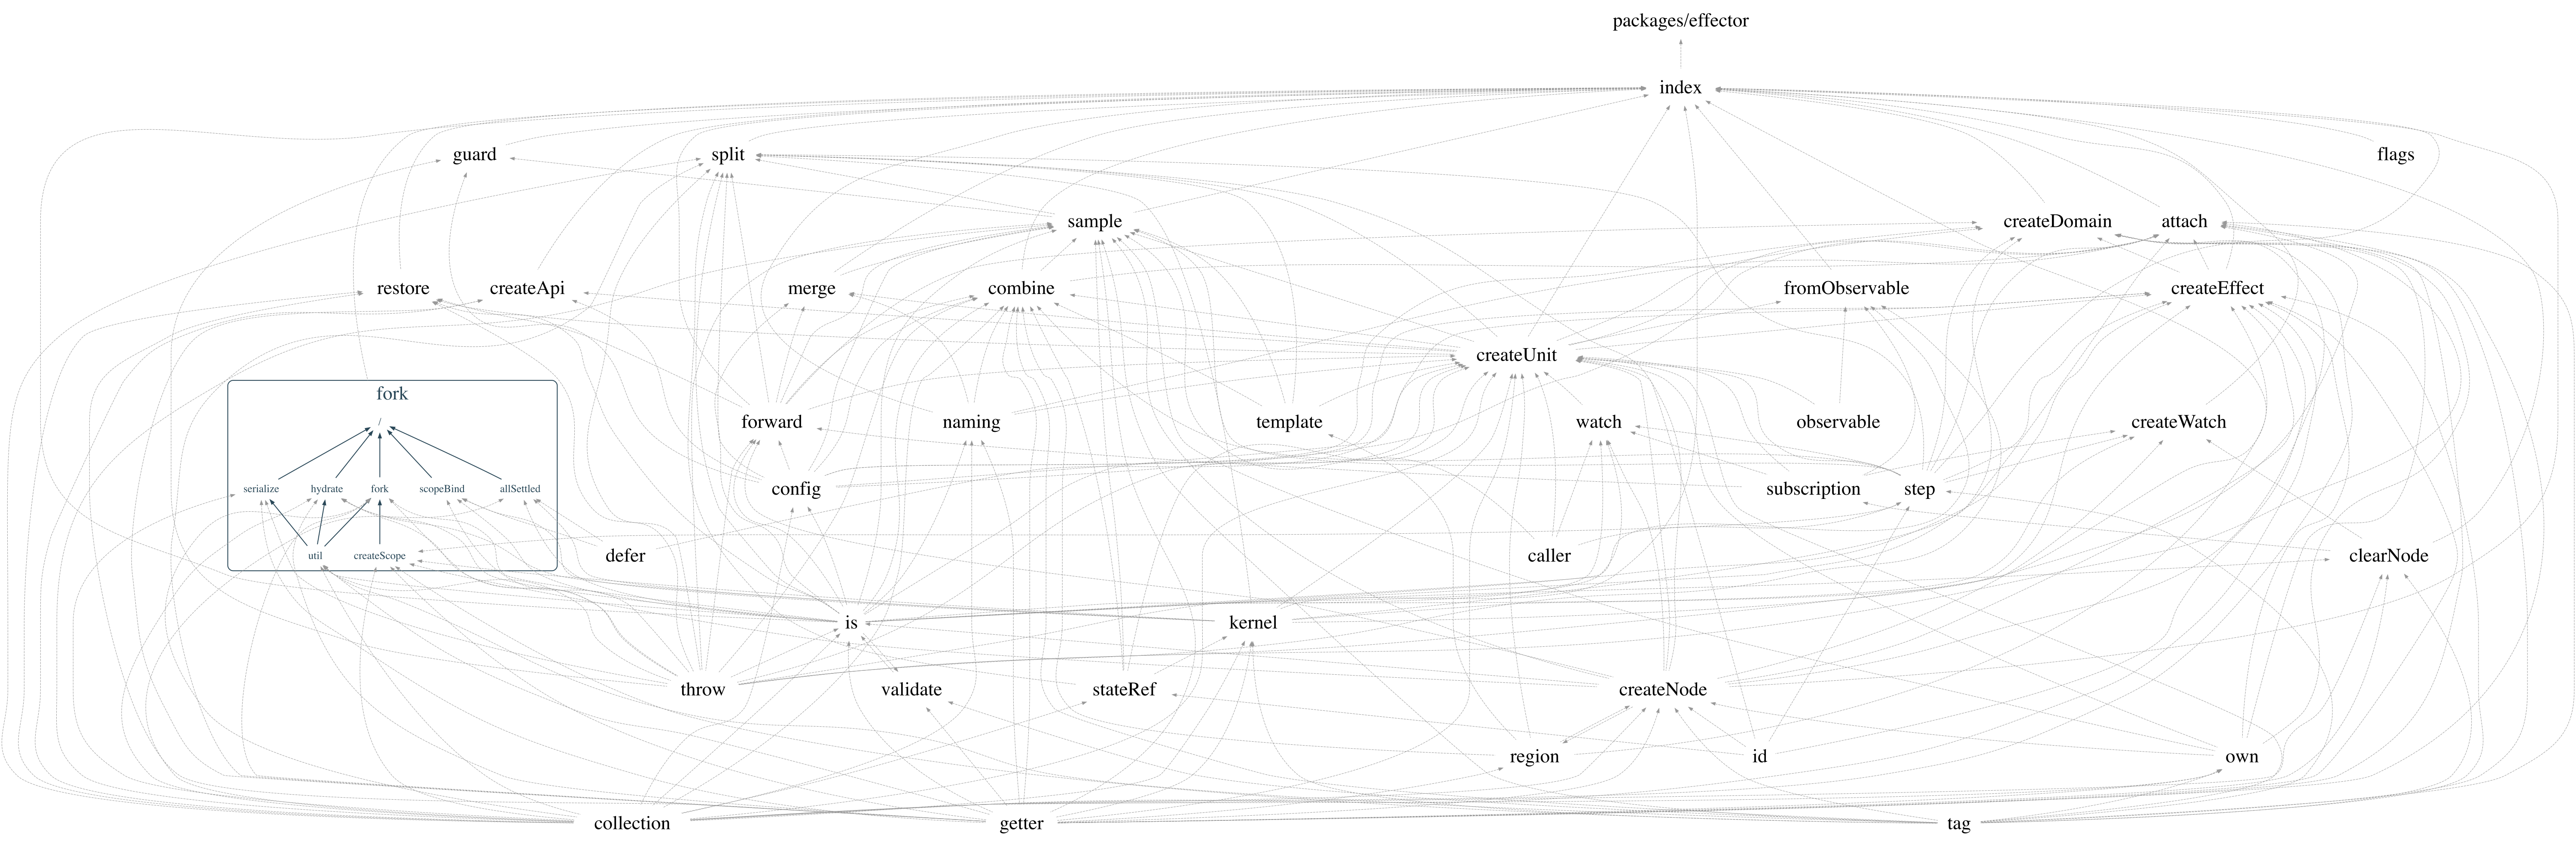 packages/effector
index
guard
split
flags
sample
createDomain
attach
restore
createApi
merge
combine
fromObservable
createEffect
createUnit
fork
/
forward
naming
template
watch
observable
createWatch
serialize
hydrate
fork
scopeBind
allSettled
config
subscription
step
util
createScope
defer
caller
clearNode
is
kernel
throw
validate
stateRef
createNode
region
id
own
collection
getter
tag